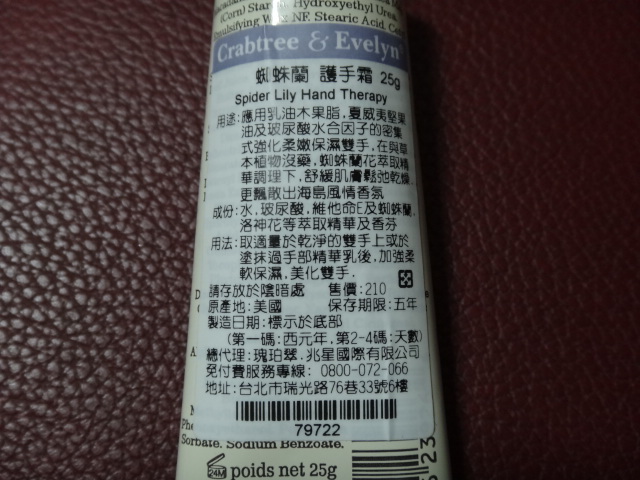 (Corn) Starch, Hydroxyethyl Urea,
Emulsifying Wax NF, Stearic Acid,
Crabtree & Evelyn
蜘蛛蘭 護手霜 25g
Spider Lily Hand Therapy
用途:應用乳油木果脂,夏威夷堅果
油及玻尿酸水合因子的密集
式強化柔嫩保濕雙手,在與草
本植物沒藥,蜘蛛蘭花萃取精
華調理下,舒緩肌膚鬆弛乾燥,
更飄散出海島風情香氛
成份:水,玻尿酸,維他命E及蜘蛛蘭,
洛神花等萃取精華及香芬
用法:取適量於乾淨的雙手上或於
塗抹過手部精華乳後,加強柔
軟保濕,美化雙手.
請存放於陰暗處 售價:210
原產地:美國 保存期限:五年
製造日期:標示於底部
(第一碼:西元年,第2-4碼:天數)
總代理:瑰珀翠.兆星國際有限公司
免付費服務專線: 0800-072-066
地址:台北市瑞光路76巷33號6樓
79722
Sorbate, Sodium Benzoate.
24M poids net 25g
523